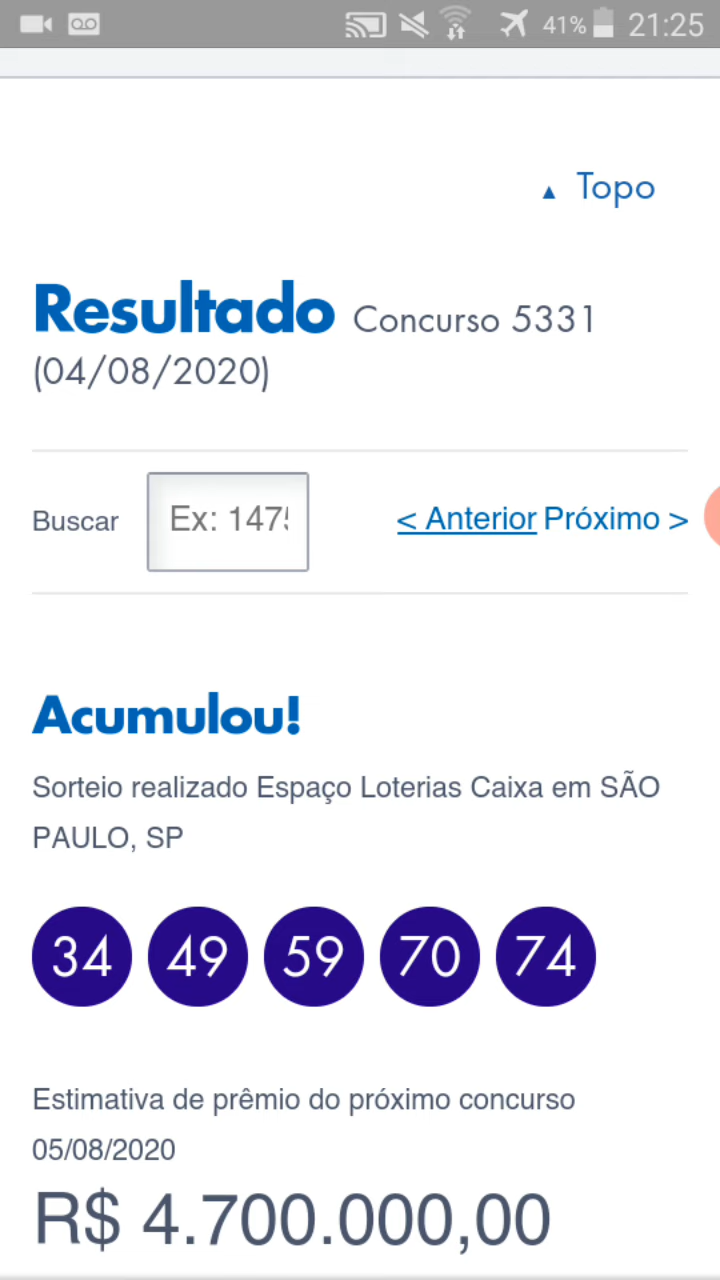 41% 21:25
▲ Topo
Resultado Concurso 5331
(04/08/2020)
Buscar Ex: 1475 < Anterior Próximo >
Acumulou!
Sorteio realizado Espaço Loterias Caixa em SÃO
PAULO, SP
34 49 59 70 74
Estimativa de prêmio do próximo concurso
05/08/2020
R$ 4.700.000,00